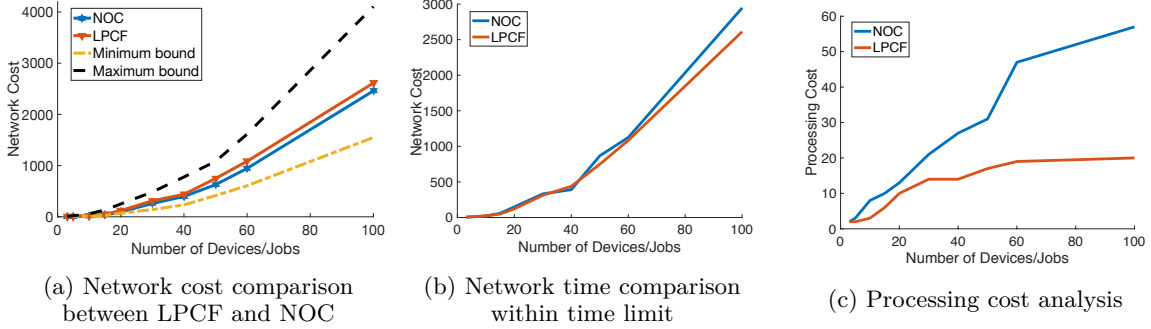 NOC
LPCF
Minimum bound
Maximum bound
4000
3000
2000
1000
0
Network Cost
0
20
40
60
80
100
Number of Devices/Jobs
(a) Network cost comparison
between LPCF and NOC
NOC
LPCF
3000
2500
2000
1500
1000
500
0
Network Cost
0
20
40
60
80
100
Number of Devices/Jobs
(b) Network time comparison
within time limit
NOC
LPCF
60
50
40
30
20
10
0
Processing Cost
0
20
40
60
80
100
Number of Devices/Jobs
(c) Processing cost analysis